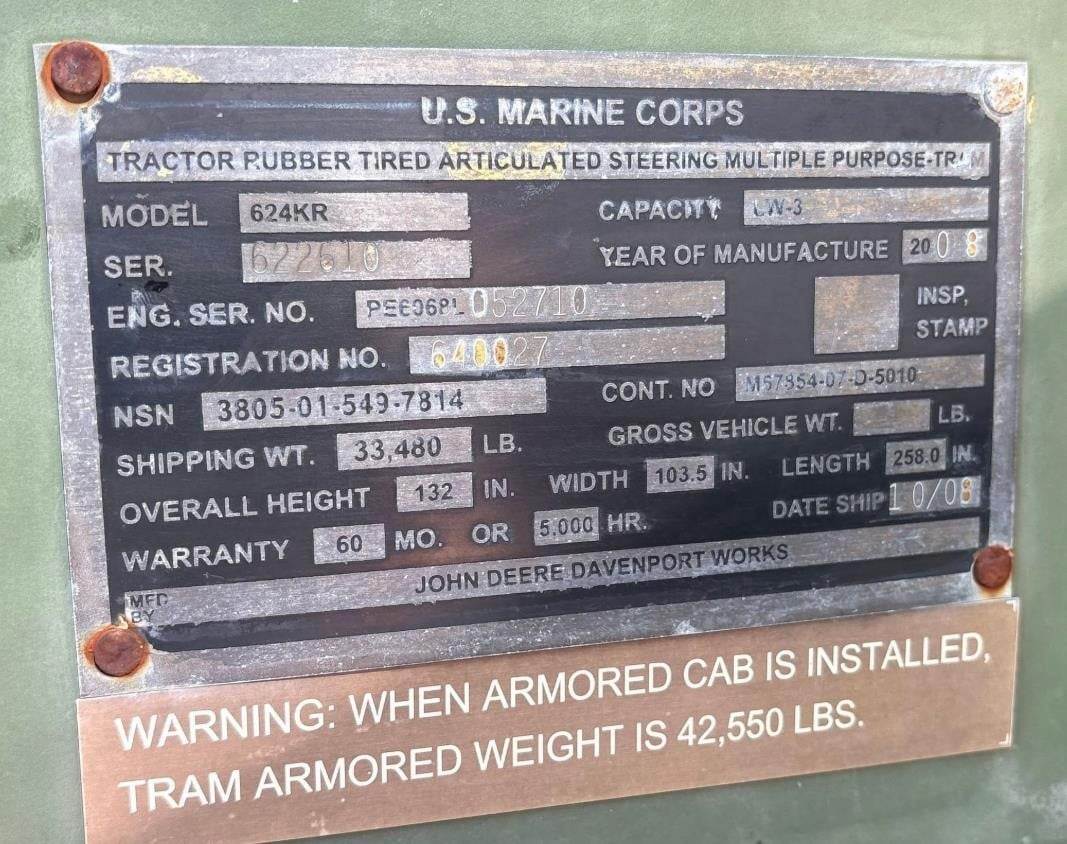 U.S. MARINE CORPS
TRACTOR RUBBER TIRED ARTICULATED STEERING MULTIPLE PURPOSE-TRAM
MODEL 624KR CAPACITY LW-3
SER. 622610 YEAR OF MANUFACTURE 2008
ENG. SER. NO. PE6068L052710 INSP, STAMP
REGISTRATION NO. 640027
NSN 3805-01-549-7814 CONT. NO M67854-07-D-5010
SHIPPING WT. 33,480 LB. GROSS VEHICLE WT. LB.
OVERALL HEIGHT 132 IN. WIDTH 103.5 IN. LENGTH 258.0 IN.
WARRANTY 60 MO. OR 5.000 HR. DATE SHIP 10/08
MFD BY JOHN DEERE DAVENPORT WORKS
WARNING: WHEN ARMORED CAB IS INSTALLED,
TRAM ARMORED WEIGHT IS 42,550 LBS.